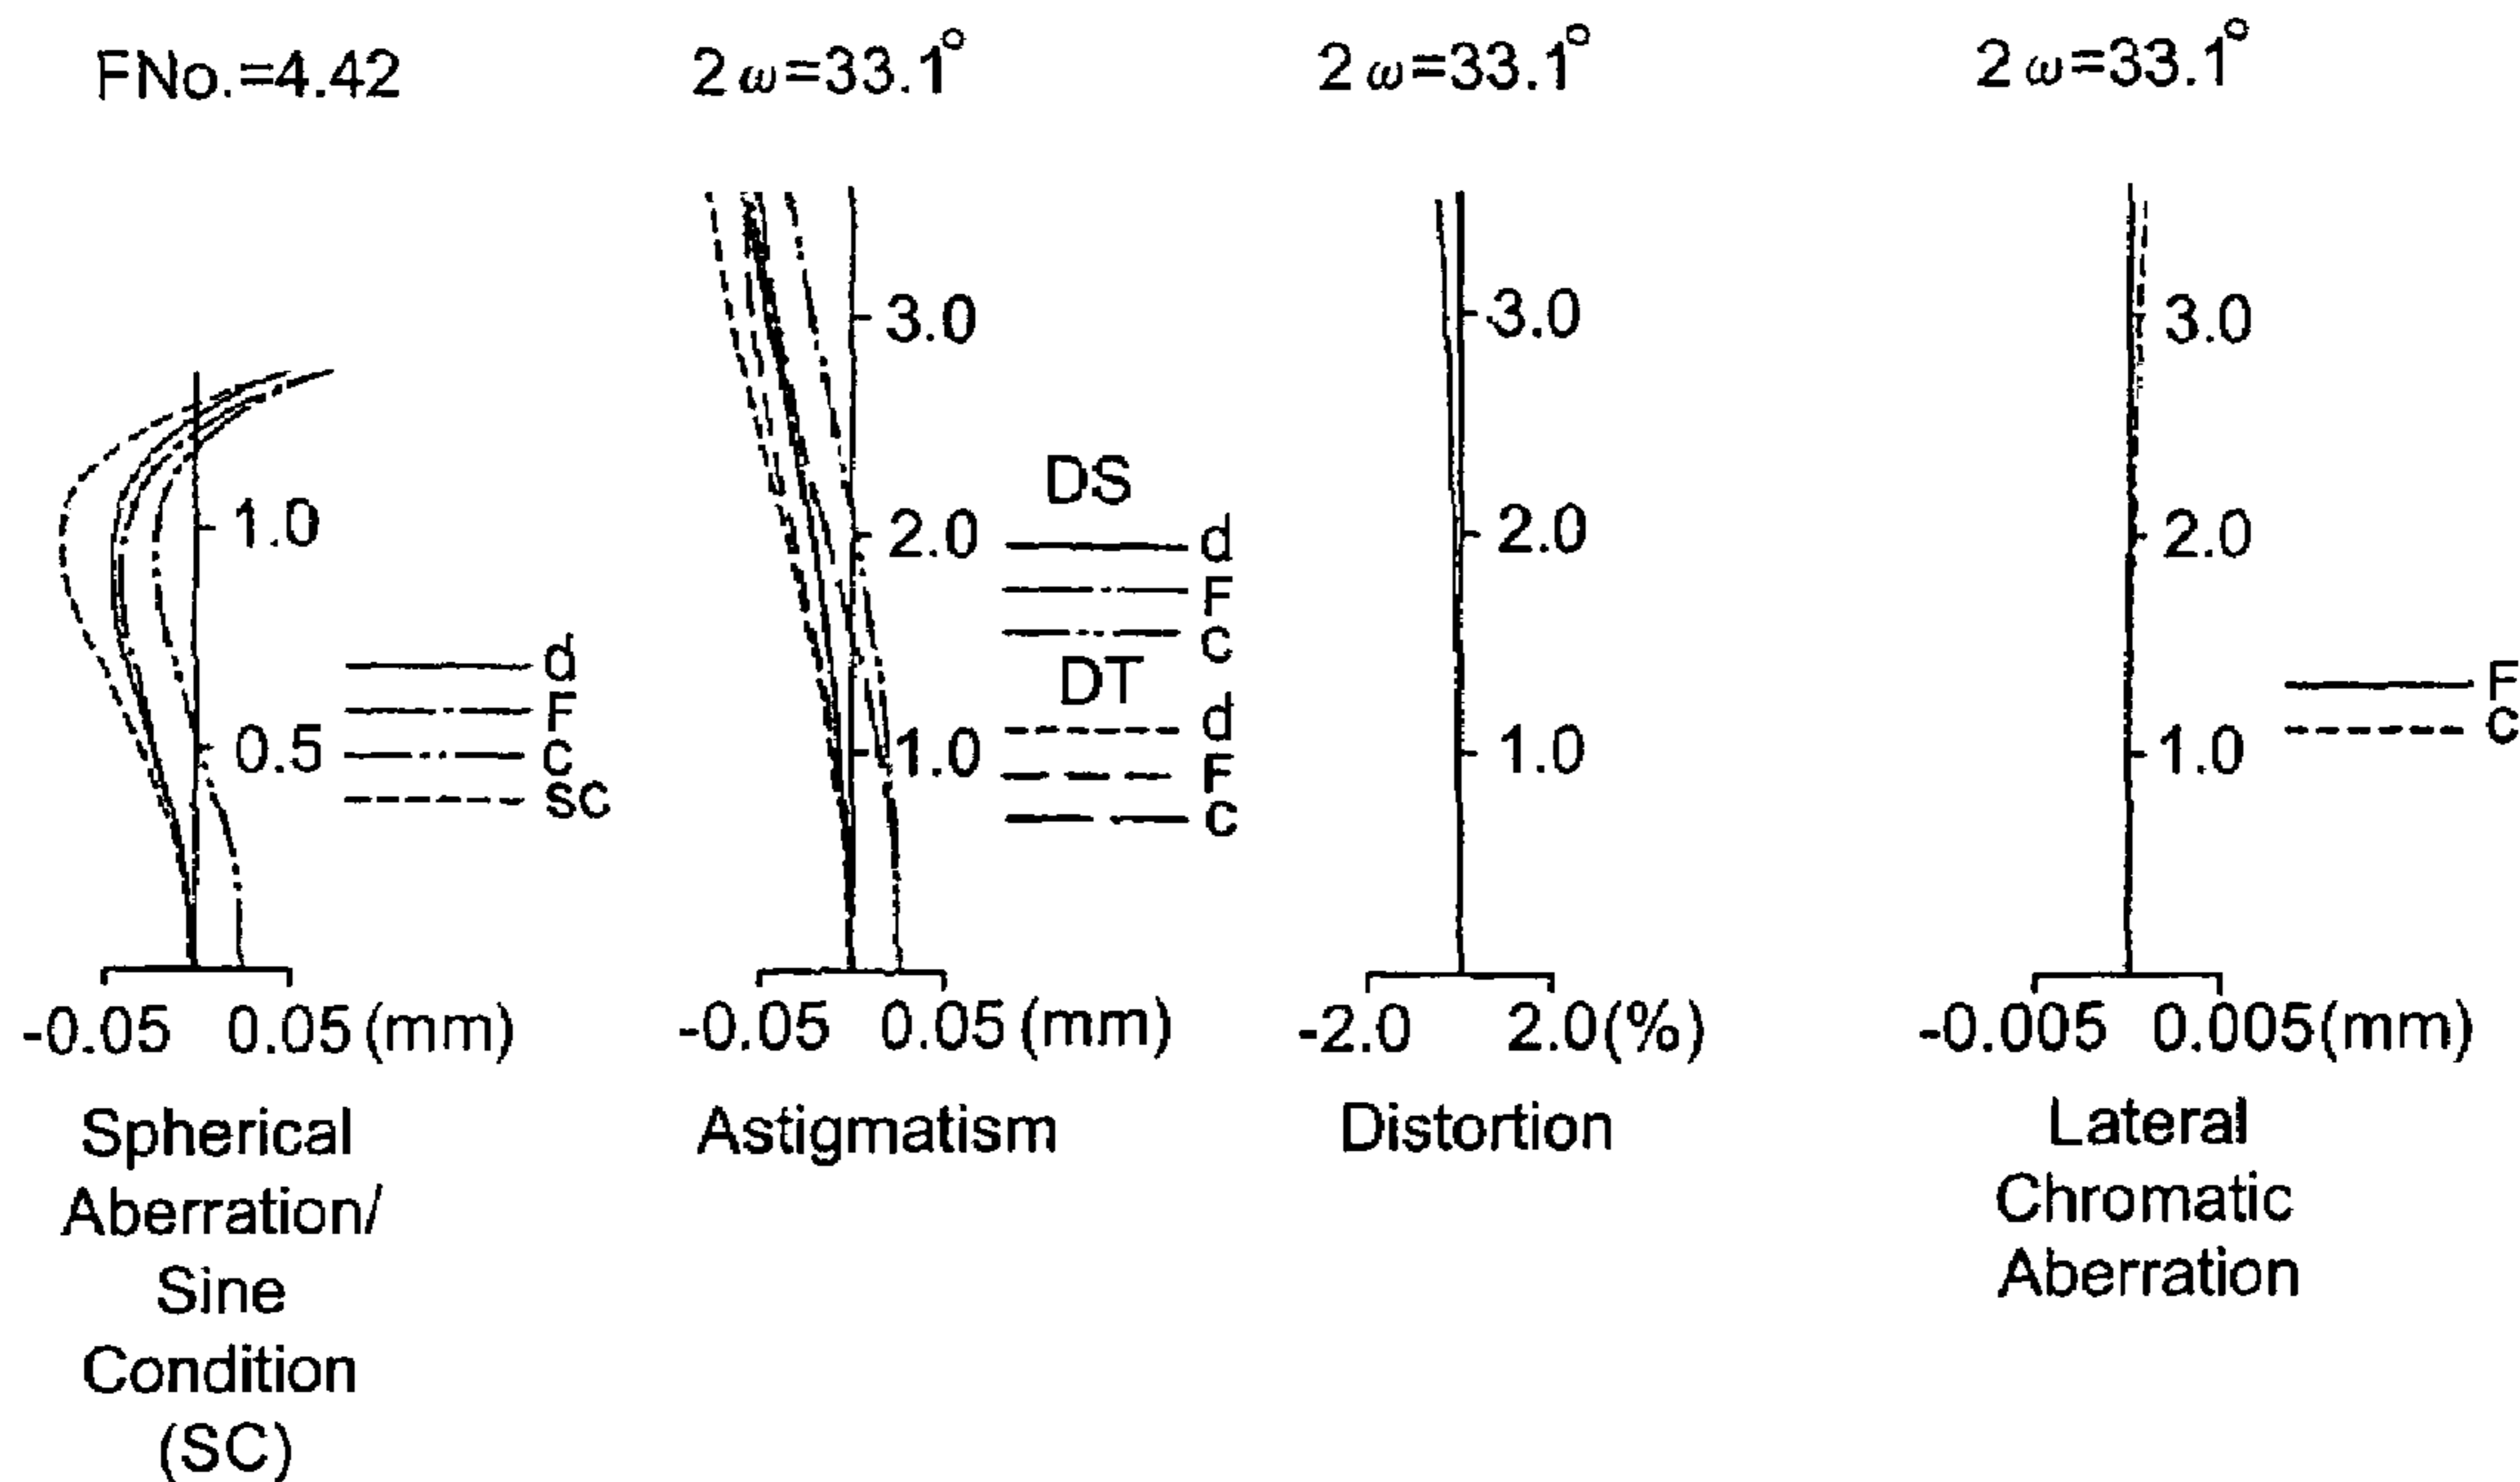 FNo.=4.42
1.0
0.5
d
F
C
SC
-0.05 0.05(mm)
Spherical
Aberration/
Sine
Condition
(SC)
2ω=33.1°
3.0
2.0
1.0
DS
d
F
C
DT
d
F
C
-0.05 0.05(mm)
Astigmatism
2ω=33.1°
3.0
2.0
1.0
-2.0 2.0(%)
Distortion
2ω=33.1°
3.0
2.0
1.0
F
C
-0.005 0.005(mm)
Lateral
Chromatic
Aberration